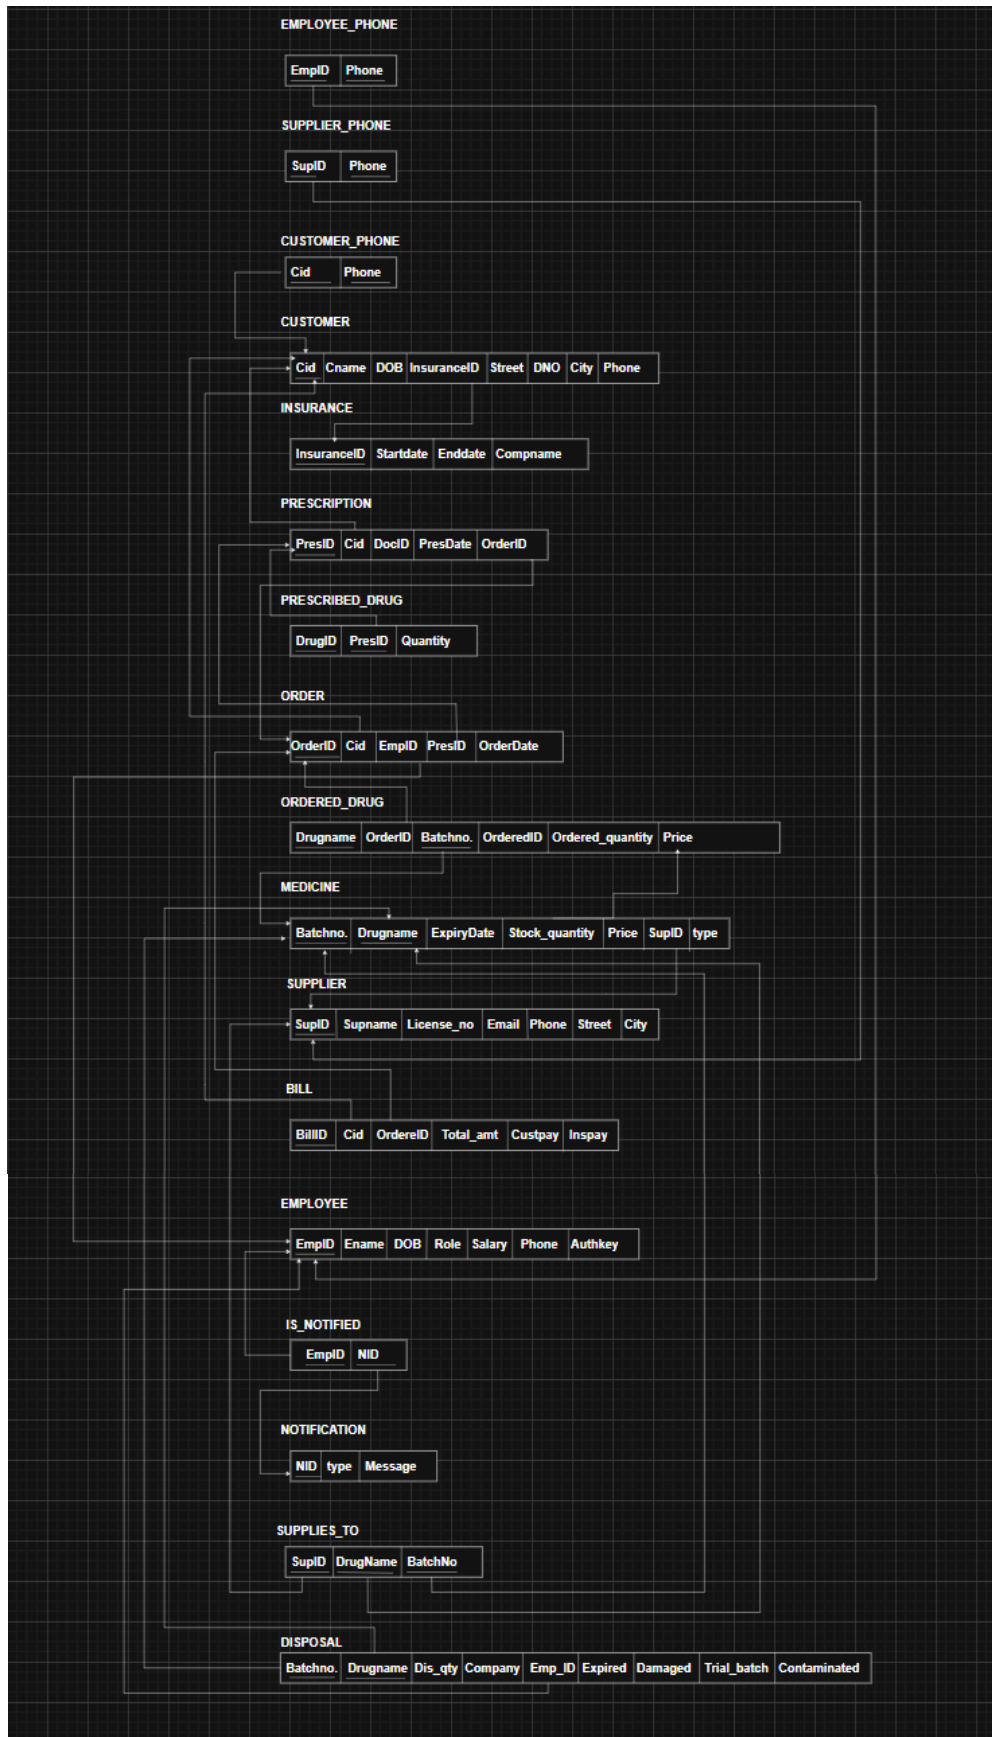 EMPLOYEE_PHONE
EmpID Phone
SUPPLIER_PHONE
SupID Phone
CUSTOMER_PHONE
Cid Phone
CUSTOMER
Cid Cname DOB InsuranceID Street DNO City Phone
INSURANCE
InsuranceID Startdate Enddate Compname
PRESCRIPTION
PresID Cid DocID PresDate OrderID
PRESCRIBED_DRUG
DrugID PresID Quantity
ORDER
OrderID Cid EmpID PresID OrderDate
ORDERED_DRUG
Drugname OrderID Batchno. OrderedID Ordered_quantity Price
MEDICINE
Batchno. Drugname ExpiryDate Stock_quantity Price SupID type
SUPPLIER
SupID Supname License_no Email Phone Street City
BILL
BillID Cid OrdereID Total_amt Custpay Inspay
EMPLOYEE
EmpID Ename DOB Role Salary Phone Authkey
IS_NOTIFIED
EmpID NID
NOTIFICATION
NID type Message
SUPPLIES_TO
SupID DrugName BatchNo
DISPOSAL
Batchno. Drugname Dis_qty Company Emp_ID Expired Damaged Trial_batch Contaminated